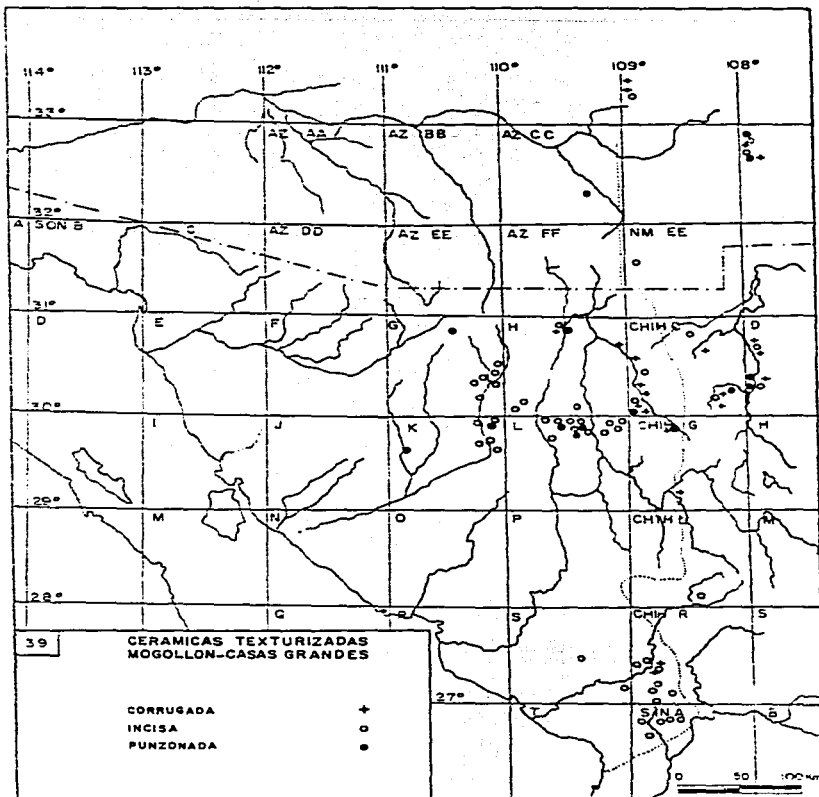 114° 113° 112° 111° 110° 109° 108°
33°
AZ AA AZ BB AZ CC
32°
A SON B C AZ DD AZ EE AZ FF NM EE
31°
D E F G H CHIH C D
30°
I J K L CHIH G H
29°
M N O P CHIH L M
28°
Q R S CHIH R S
39 CERAMICAS TEXTURIZADAS
MOGOLLON-CASAS GRANDES
27°
T SINA B
CORRUGADA
INCISA
PUNZONADA
0 50 100 Km